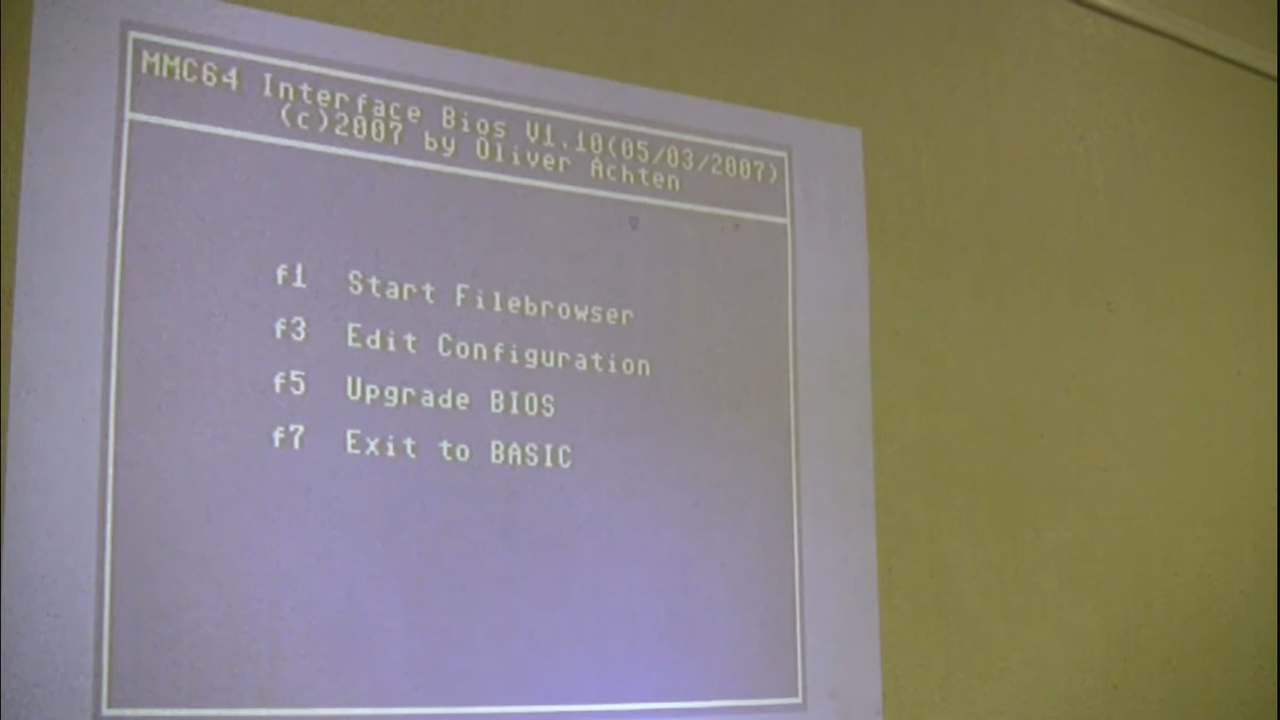 MMC64 Interface Bios V1.10(05/03/2007)
(c)2007 by Oliver Achten
f1 Start Filebrowser
f3 Edit Configuration
f5 Upgrade BIOS
f7 Exit to BASIC